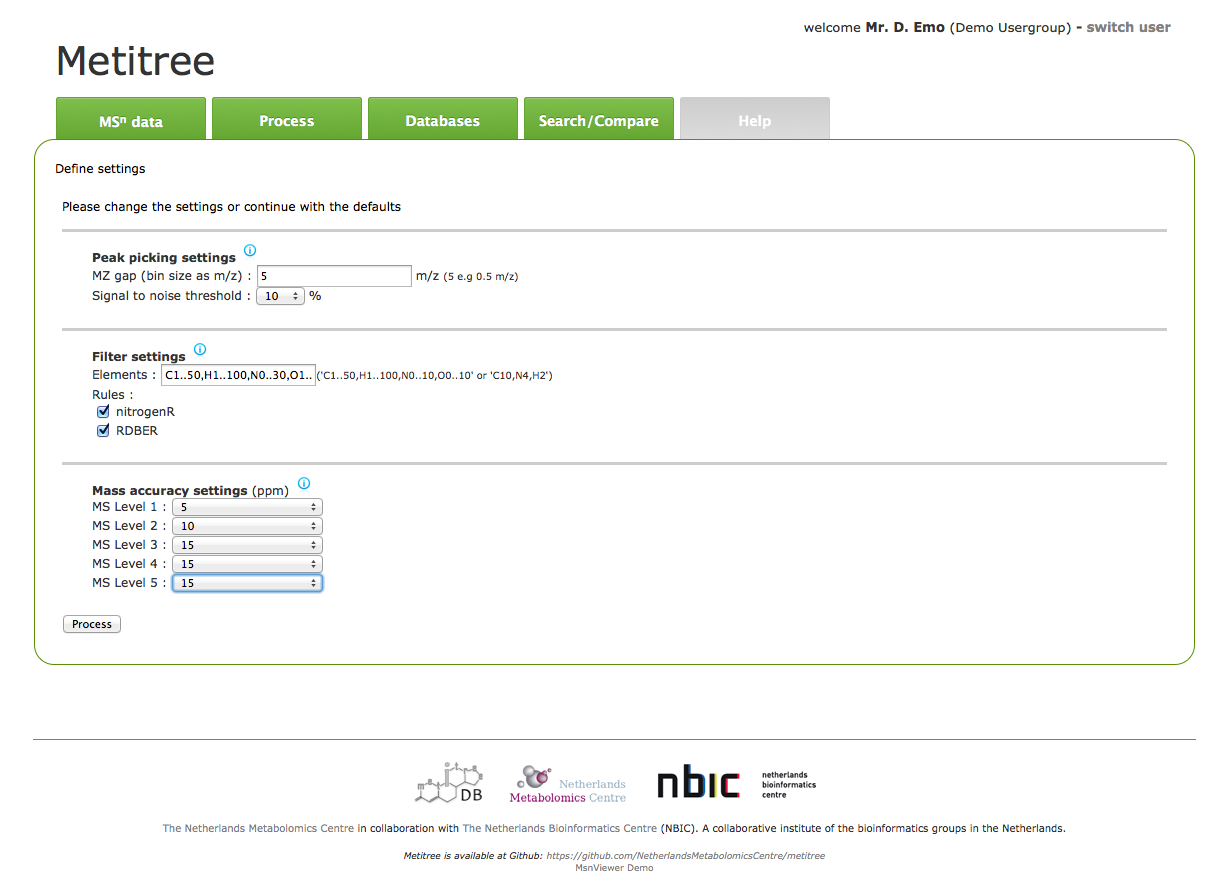 welcome Mr. D. Emo (Demo Usergroup) - switch user
Metitree
MSⁿ data
Process
Databases
Search/Compare
Help
Define settings
Please change the settings or continue with the defaults
Peak picking settings
MZ gap (bin size as m/z) : 5 m/z (5 e.g 0.5 m/z)
Signal to noise threshold : 10 %
Filter settings
Elements : C1..50,H1..100,N0..30,O1.. ('C1..50,H1..100,N0..10,O0..10' or 'C10,N4,H2')
Rules :
nitrogenR
RDBER
Mass accuracy settings (ppm)
MS Level 1 : 5
MS Level 2 : 10
MS Level 3 : 15
MS Level 4 : 15
MS Level 5 : 15
Process
DB
Netherlands
Metabolomics Centre
nbic
netherlands
bioinformatics
centre
The Netherlands Metabolomics Centre in collaboration with The Netherlands Bioinformatics Centre (NBIC). A collaborative institute of the bioinformatics groups in the Netherlands.
Metitree is available at Github: https://github.com/NetherlandsMetabolomicsCentre/metitree
MsnViewer Demo